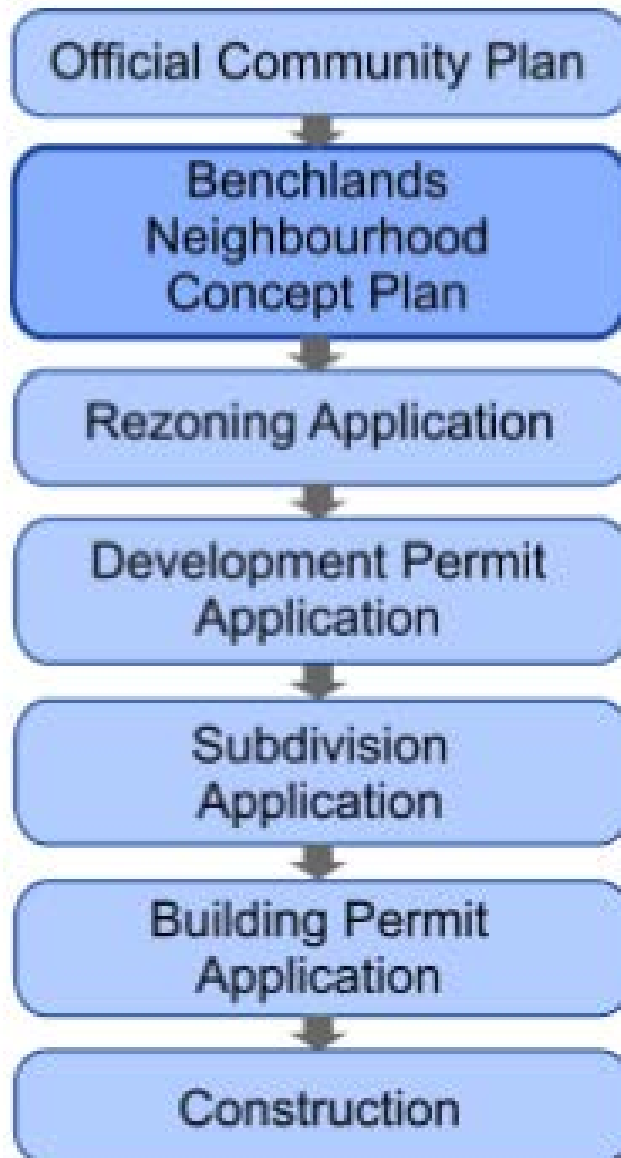 Official Community Plan
Benchlands
Neighbourhood
Concept Plan
Rezoning Application
Development Permit
Application
Subdivision
Application
Building Permit
Application
Construction